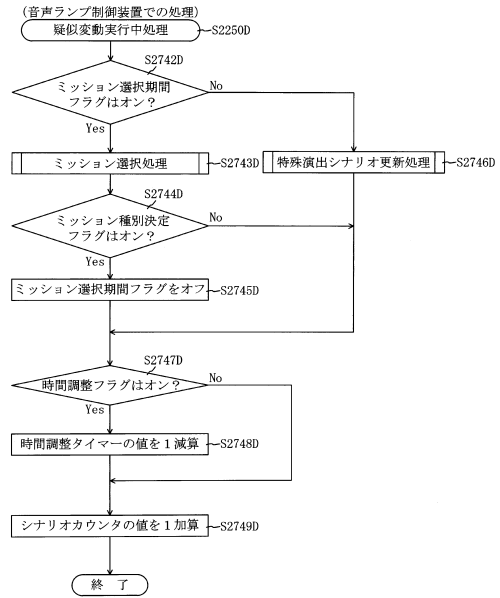 (音声ランプ制御装置での処理)
疑似変動実行中処理
S2250D
S2742D
ミッション選択期間
フラグはオン?
No
Yes
ミッション選択処理
S2743D
特殊演出シナリオ更新処理
S2746D
S2744D
ミッション種別決定
フラグはオン?
No
Yes
ミッション選択期間フラグをオフ
S2745D
S2747D
時間調整フラグはオン?
No
Yes
時間調整タイマーの値を1減算
S2748D
シナリオカウンタの値を1加算
S2749D
終 了